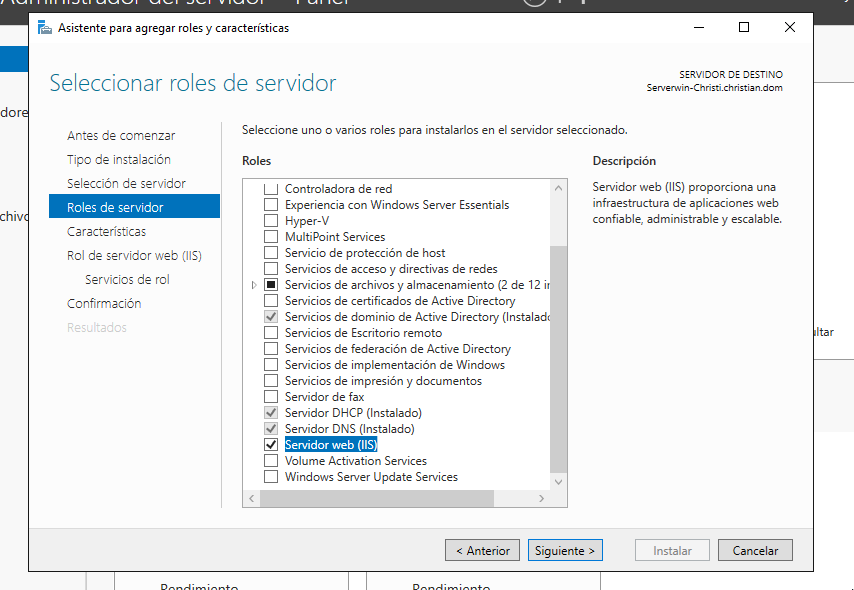 Administrador del servidor
Panel
Asistente para agregar roles y características
Seleccionar roles de servidor
SERVIDOR DE DESTINO
Serverwin-Christi.christian.dom
Antes de comenzar
Tipo de instalación
Selección de servidor
Roles de servidor
Características
Rol de servidor web (IIS)
Servicios de rol
Confirmación
Resultados
Seleccione uno o varios roles para instalarlos en el servidor seleccionado.
Roles
Controladora de red
Experiencia con Windows Server Essentials
Hyper-V
MultiPoint Services
Servicio de protección de host
Servicios de acceso y directivas de redes
Servicios de archivos y almacenamiento (2 de 12 in
Servicios de certificados de Active Directory
Servicios de dominio de Active Directory (Instalado
Servicios de Escritorio remoto
Servicios de federación de Active Directory
Servicios de implementación de Windows
Servicios de impresión y documentos
Servidor de fax
Servidor DHCP (Instalado)
Servidor DNS (Instalado)
Servidor web (IIS)
Volume Activation Services
Windows Server Update Services
Descripción
Servidor web (IIS) proporciona una
infraestructura de aplicaciones web
confiable, administrable y escalable.
< Anterior
Siguiente >
Instalar
Cancelar
dore
chivo
ultar
Rendimiento
Rendimiento